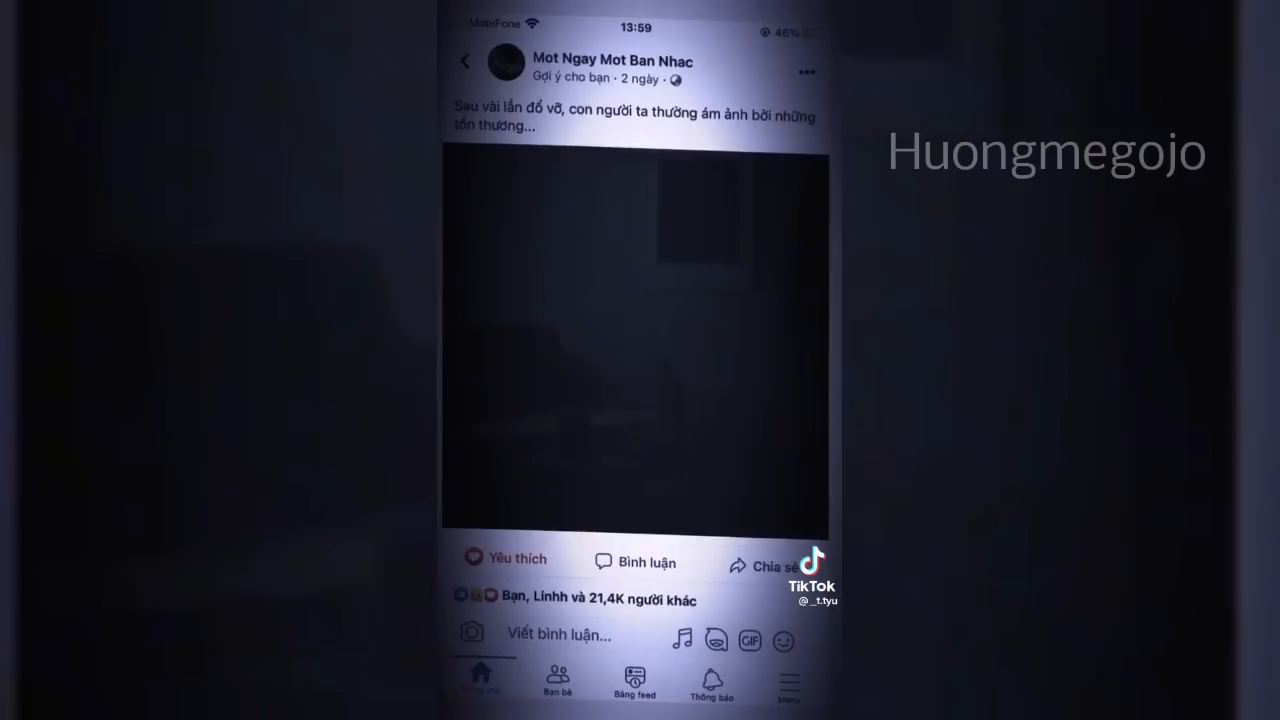 MobiFone
13:59
46%
Mot Ngay Mot Ban Nhac
Gợi ý cho bạn · 2 ngày ·
Sau vài lần đổ vỡ, con người ta thường ám ảnh bởi những
tổn thương...
Huongmegojo
Yêu thích
Bình luận
Chia sẻ
TikTok
@_t.tyu
Bạn, Linhh và 21,4K người khác
Viết bình luận...
GIF
Bạn bè
Bảng feed
Thông báo
Menu